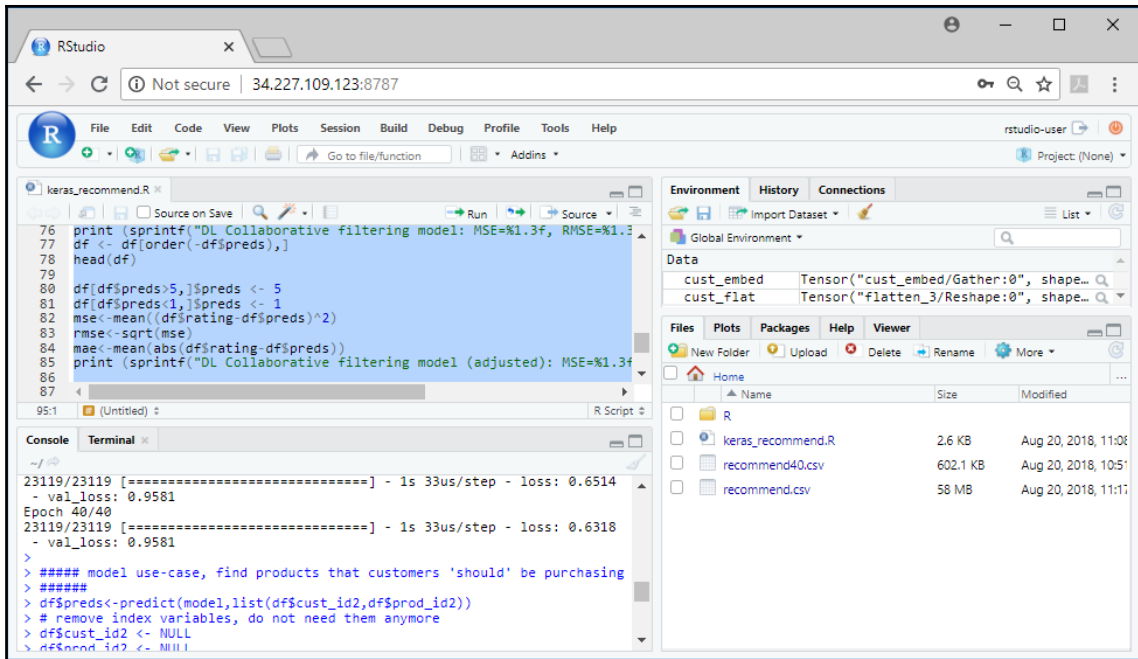 RStudio
Not secure | 34.227.109.123:8787
R
File Edit Code View Plots Session Build Debug Profile Tools Help
rstudio-user
Go to file/function
Addins
Project: (None)
keras_recommend.R
Source on Save
Run
Source
76 print (sprintf("DL Collaborative filtering model: MSE=%1.3f, RMSE=%1.3
77 df <- df[order(-df$preds),]
78 head(df)
79
80 df[df$preds>5,]$preds <- 5
81 df[df$preds<1,]$preds <- 1
82 mse<-mean((df$rating-df$preds)^2)
83 rmse<-sqrt(mse)
84 mae<-mean(abs(df$rating-df$preds))
85 print (sprintf("DL Collaborative filtering model (adjusted): MSE=%1.3f
86
87
95:1 (Untitled) R Script
Console Terminal
~/
23119/23119 [==============================] - 1s 33us/step - loss: 0.6514
- val_loss: 0.9581
Epoch 40/40
23119/23119 [==============================] - 1s 33us/step - loss: 0.6318
- val_loss: 0.9581
>
> ##### model use-case, find products that customers 'should' be purchasing
> ######
> df$preds<-predict(model,list(df$cust_id2,df$prod_id2))
> # remove index variables, do not need them anymore
> df$cust_id2 <- NULL
> df$prod_id2 <- NULL
Environment History Connections
Import Dataset
List
Global Environment
Data
cust_embed Tensor("cust_embed/Gather:0", shape…
cust_flat Tensor("flatten_3/Reshape:0", shape…
Files Plots Packages Help Viewer
New Folder Upload Delete Rename More
Home ...
Name Size Modified
R
keras_recommend.R 2.6 KB Aug 20, 2018, 11:08
recommend40.csv 602.1 KB Aug 20, 2018, 10:51
recommend.csv 58 MB Aug 20, 2018, 11:17